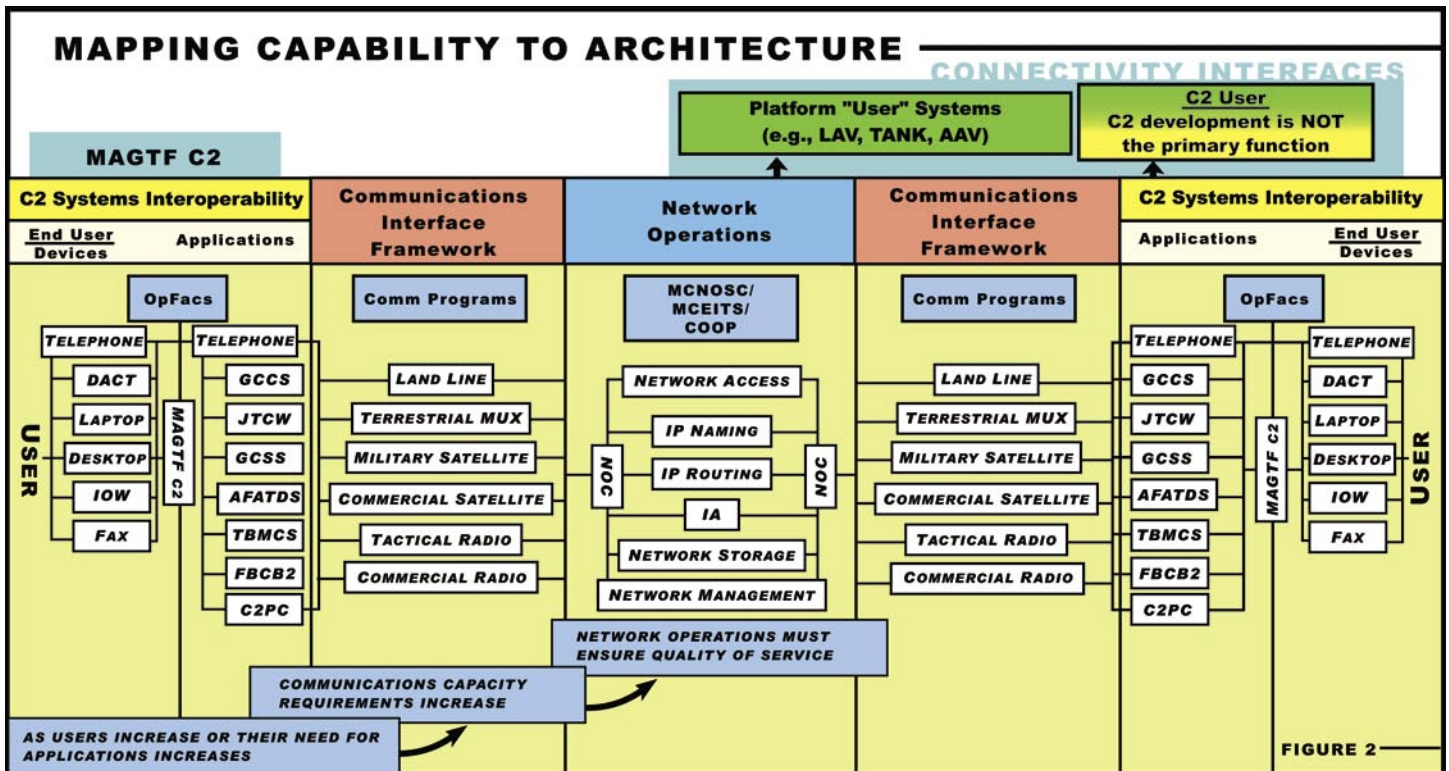 MAPPING CAPABILITY TO ARCHITECTURE
CONNECTIVITY INTERFACES
Platform "User" Systems
(e.g., LAV, TANK, AAV)
C2 User
C2 development is NOT
the primary function
MAGTF C2
C2 Systems Interoperability
End User
Devices
Applications
Communications
Interface
Framework
Network
Operations
Communications
Interface
Framework
C2 Systems Interoperability
Applications
End User
Devices
OpFacs
TELEPHONE
DACT
LAPTOP
DESKTOP
IOW
FAX
USER
MAGTF C2
TELEPHONE
GCCS
JTCW
GCSS
AFATDS
TBMCS
FBCB2
C2PC
Comm Programs
LAND LINE
TERRESTRIAL MUX
MILITARY SATELLITE
COMMERCIAL SATELLITE
TACTICAL RADIO
COMMERCIAL RADIO
MCNOSC/
MCEITS/
COOP
NETWORK ACCESS
IP NAMING
NOC
IP ROUTING
NOC
IA
NETWORK STORAGE
NETWORK MANAGEMENT
Comm Programs
LAND LINE
TERRESTRIAL MUX
MILITARY SATELLITE
COMMERCIAL SATELLITE
TACTICAL RADIO
COMMERCIAL RADIO
OpFacs
TELEPHONE
GCCS
JTCW
GCSS
AFATDS
TBMCS
FBCB2
C2PC
MAGTF C2
TELEPHONE
DACT
LAPTOP
DESKTOP
IOW
FAX
USER
NETWORK OPERATIONS MUST
ENSURE QUALITY OF SERVICE
COMMUNICATIONS CAPACITY
REQUIREMENTS INCREASE
AS USERS INCREASE OR THEIR NEED FOR
APPLICATIONS INCREASES
FIGURE 2